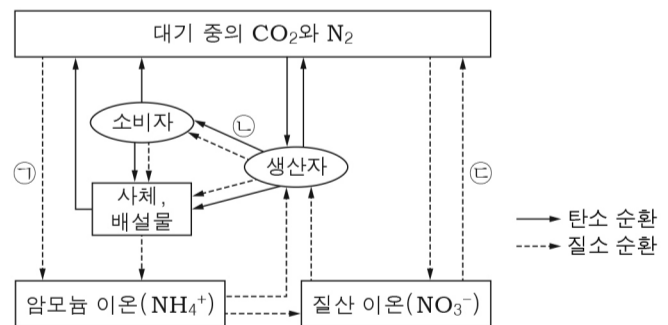 대기 중의 CO₂와 N₂
소비자
㉡
생산자
㉠
㉢
사체,
배설물
탄소 순환
질소 순환
암모늄 이온(NH₄⁺)
질산 이온(NO₃⁻)